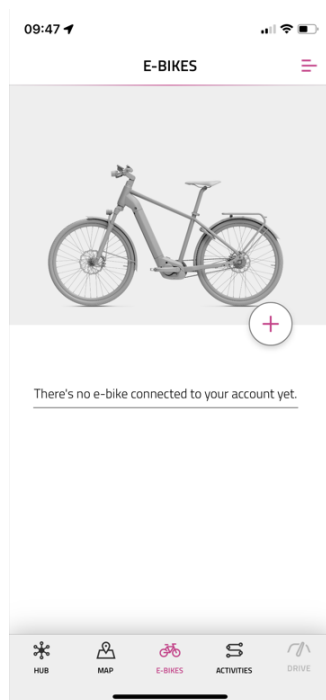 09:47
E-BIKES
There's no e-bike connected to your account yet.
HUB MAP E-BIKES ACTIVITIES DRIVE